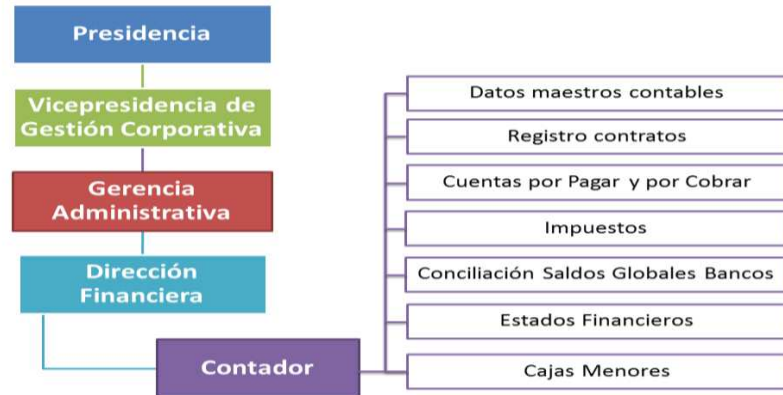 Presidencia
Vicepresidencia de
Gestión Corporativa
Gerencia
Administrativa
Dirección
Financiera
Contador
Datos maestros contables
Registro contratos
Cuentas por Pagar y por Cobrar
Impuestos
Conciliación Saldos Globales Bancos
Estados Financieros
Cajas Menores